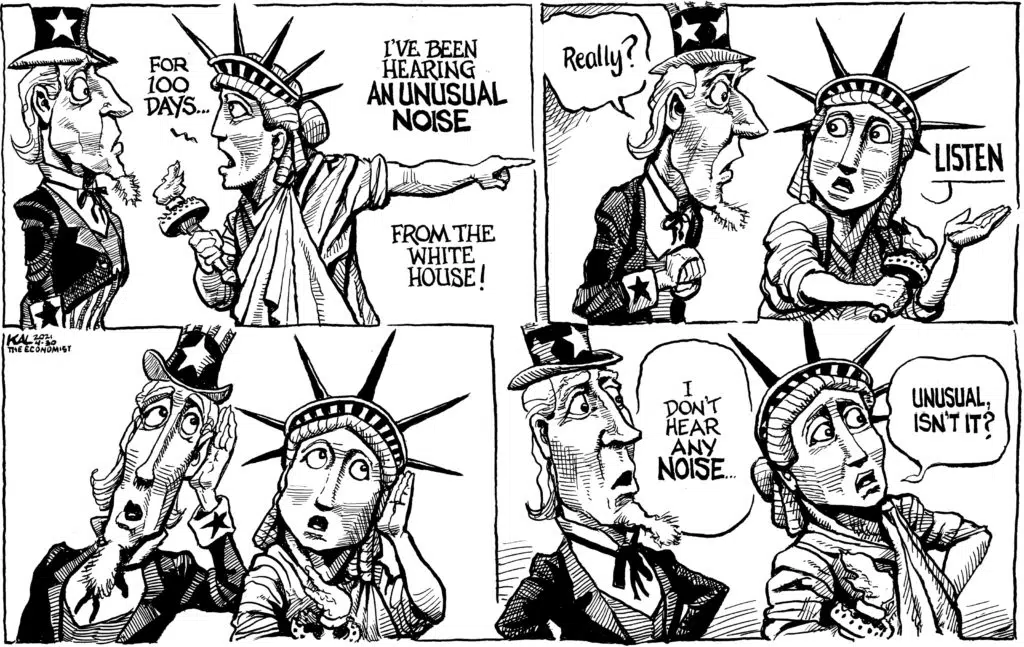 FOR
100
DAYS...
I'VE BEEN
HEARING
AN UNUSUAL
NOISE
FROM THE
WHITE
HOUSE!
Really?
LISTEN
KAL 2021
4.30
THE ECONOMIST
I
DON'T
HEAR
ANY
NOISE...
UNUSUAL,
ISN'T IT?